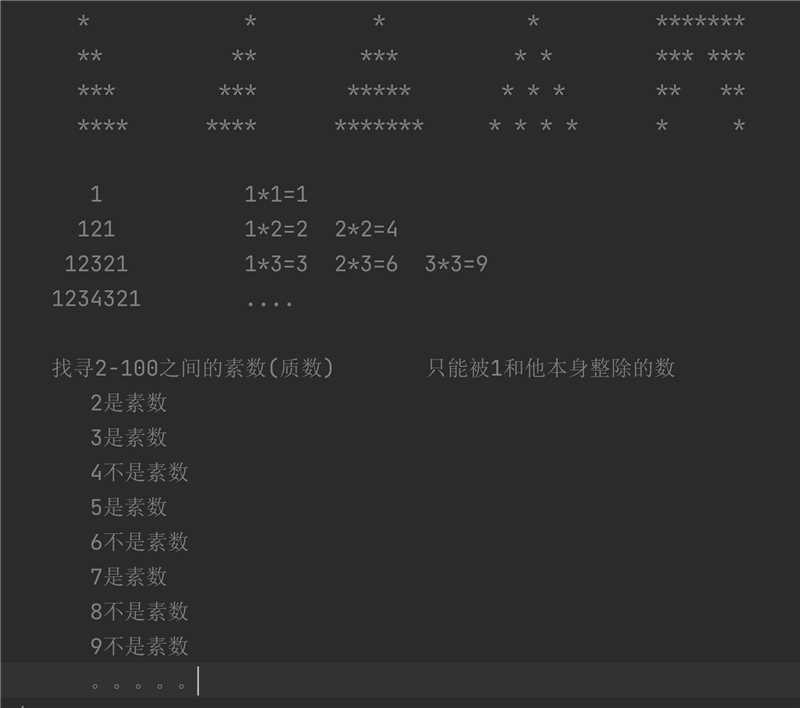 *            *         *           *         *******
**          **        ***         * *        *** ***
***        ***       *****       * * *       **   **
****      ****      *******     * * * *      *     *
1           1*1=1
121          1*2=2  2*2=4
12321         1*3=3  2*3=6  3*3=9
1234321        ....
找寻2-100之间的素数(质数)       只能被1和他本身整除的数
2是素数
3是素数
4不是素数
5是素数
6不是素数
7是素数
8不是素数
9不是素数
。。。。。